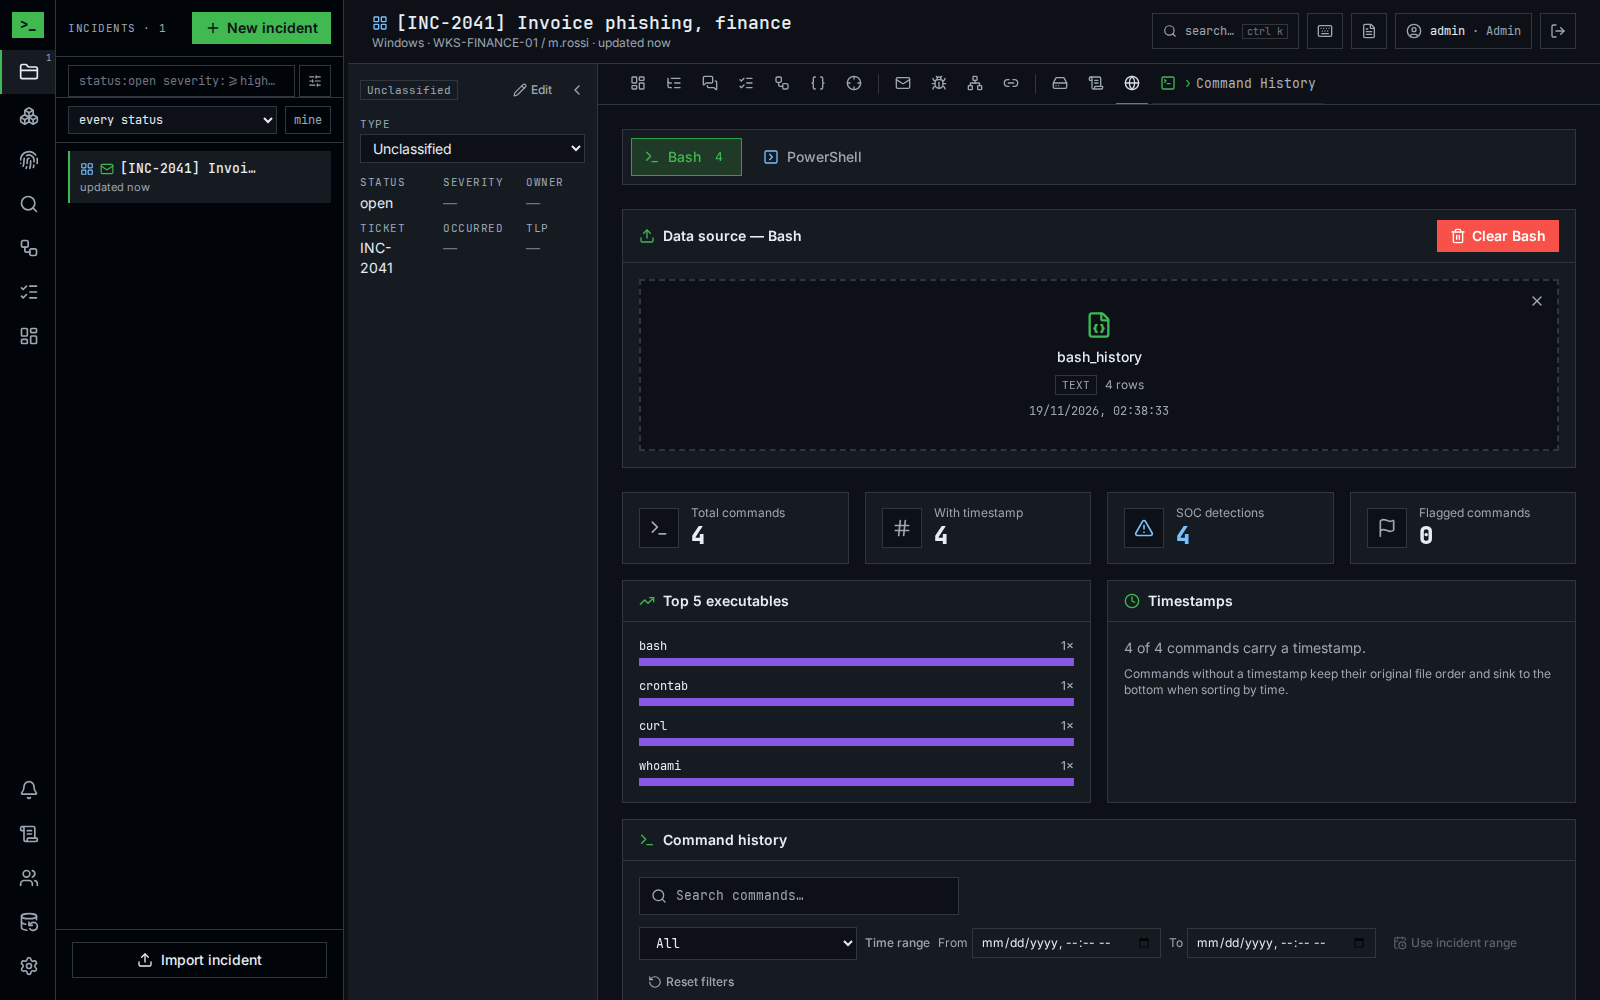 >_
INCIDENTS · 1
New incident
[INC-2041] Invoice phishing, finance
Windows · WKS-FINANCE-01 / m.rossi · updated now
search…
ctrl k
admin · Admin
1
status:open severity:≥high…
every status
mine
[INC-2041] Invoi…
updated now
Import incident
Unclassified
Edit
TYPE
Unclassified
STATUS
SEVERITY
OWNER
open
—
—
TICKET
OCCURRED
TLP
INC-2041
—
—
› Command History
Bash 4
PowerShell
Data source — Bash
Clear Bash
bash_history
TEXT
4 rows
19/11/2026, 02:38:33
Total commands
4
With timestamp
4
SOC detections
4
Flagged commands
0
Top 5 executables
bash
1×
crontab
1×
curl
1×
whoami
1×
Timestamps
4 of 4 commands carry a timestamp.
Commands without a timestamp keep their original file order and sink to the
bottom when sorting by time.
Command history
Search commands…
All
Time range
From
mm/dd/yyyy, --:-- --
To
mm/dd/yyyy, --:-- --
Use incident range
Reset filters